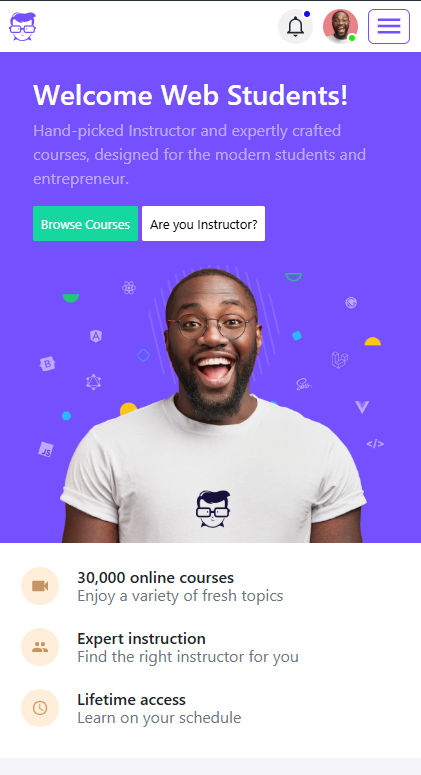 Welcome Web Students!
Hand-picked Instructor and expertly crafted
courses, designed for the modern students and
entrepreneur.
Browse Courses
Are you Instructor?
B
JS
Sass
</>
30,000 online courses
Enjoy a variety of fresh topics
Expert instruction
Find the right instructor for you
Lifetime access
Learn on your schedule